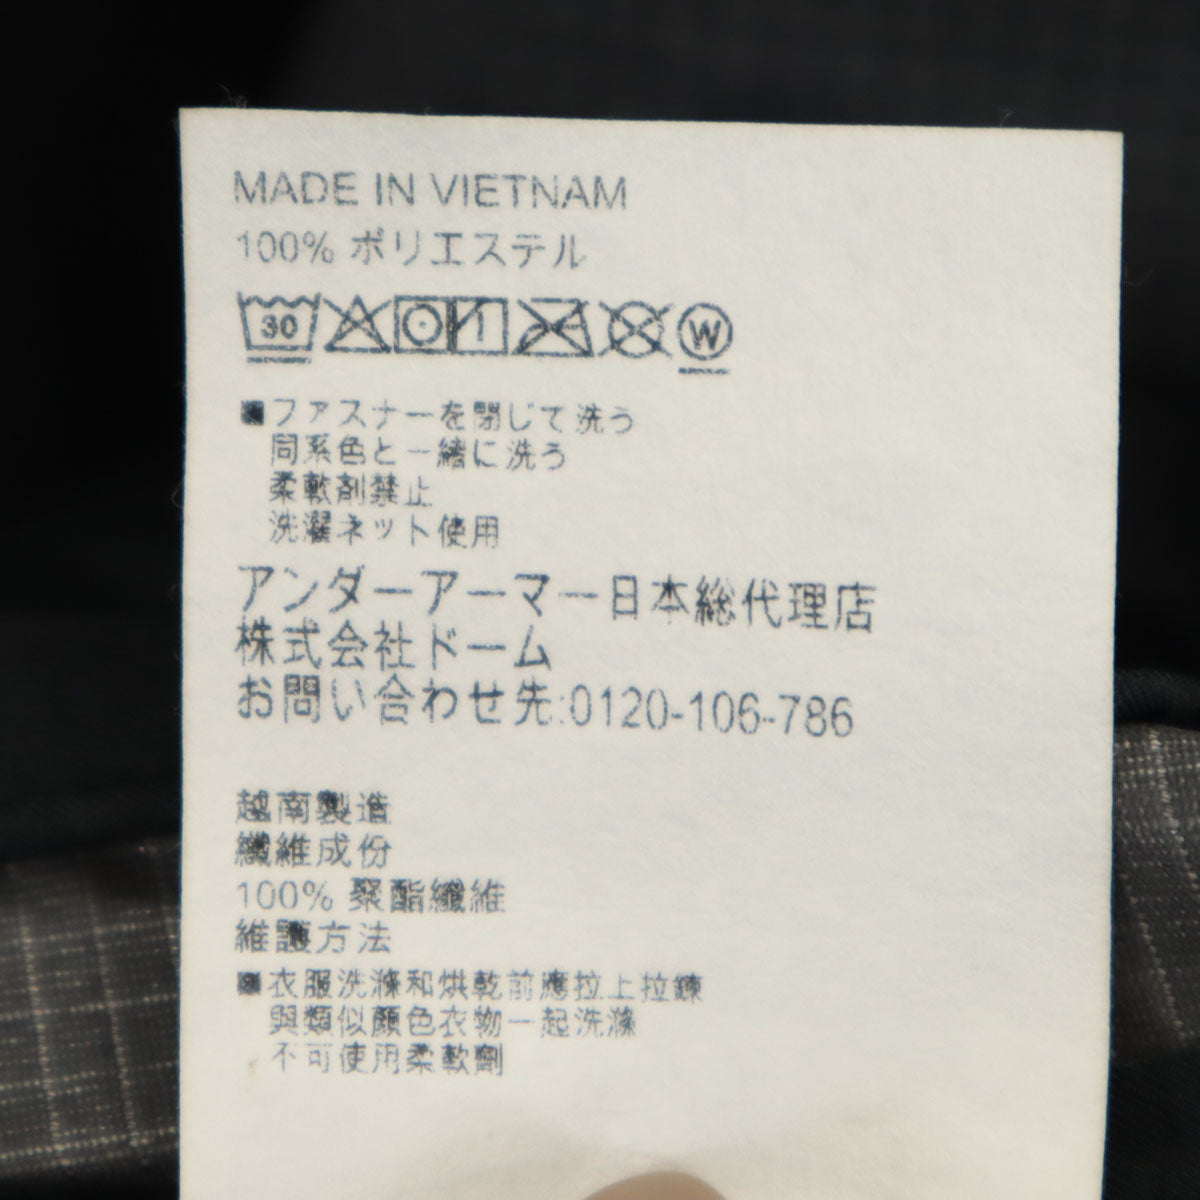 MADE IN VIETNAM
100% ポリエステル
30 W
■ファスナーを閉じて洗う
同系色と一緒に洗う
柔軟剤禁止
洗濯ネット使用
アンダーアーマー日本総代理店
株式会社ドーム
お問い合わせ先:0120-106-786
越南製造
纖維成份
100% 聚酯纖維
維護方法
■衣服洗滌和烘乾前應拉上拉鍊
與類似顏色衣物一起洗滌
不可使用柔軟劑